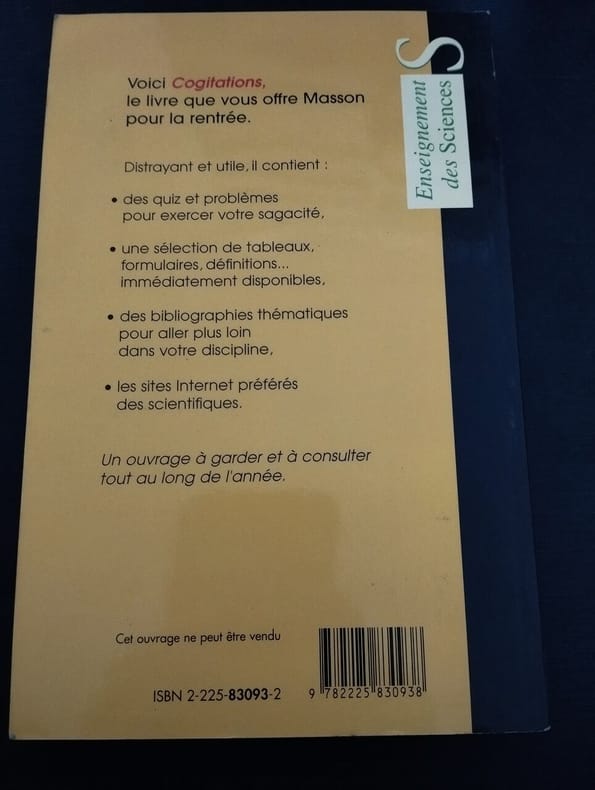 Voici Cogitations,
le livre que vous offre Masson
pour la rentrée.
Distrayant et utile, il contient :
• des quiz et problèmes
pour exercer votre sagacité,
• une sélection de tableaux,
formulaires, définitions...
immédiatement disponibles,
• des bibliographies thématiques
pour aller plus loin
dans votre discipline,
• les sites Internet préférés
des scientifiques.
Un ouvrage à garder et à consulter
tout au long de l'année.
Cet ouvrage ne peut être vendu
ISBN 2-225-83093-2
9 782225 830938
S
Enseignement
des Sciences